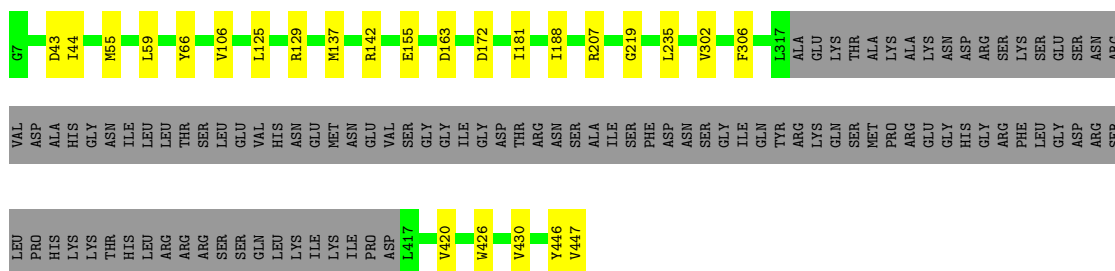 G7 D43 I44 M55 L59 Y66 V106 L125 R129 M137 R142 E155 D163 D172 I181 I188 R207 G219 L235 V302 F306 L317 ALA GLU LYS THR ALA LYS ALA LYS ASN ASP ARG SER LYS SER GLU SER ASN ARG
VAL ASP ALA HIS GLY ASN ILE LEU LEU THR SER LEU GLU VAL HIS ASN GLU MET ASN GLU VAL SER GLY GLY ILE GLY ASP THR ARG ASN SER ALA ILE SER PHE ASP ASN SER GLY ILE GLN TYR ARG LYS GLN SER MET PRO ARG GLU GLY HIS GLY ARG PHE LEU GLY ASP ARG SER
LEU PRO HIS LYS LYS THR HIS LEU ARG ARG ARG SER SER GLN LEU LYS ILE LYS ILE PRO ASP L417 V420 W426 V430 Y446 V447